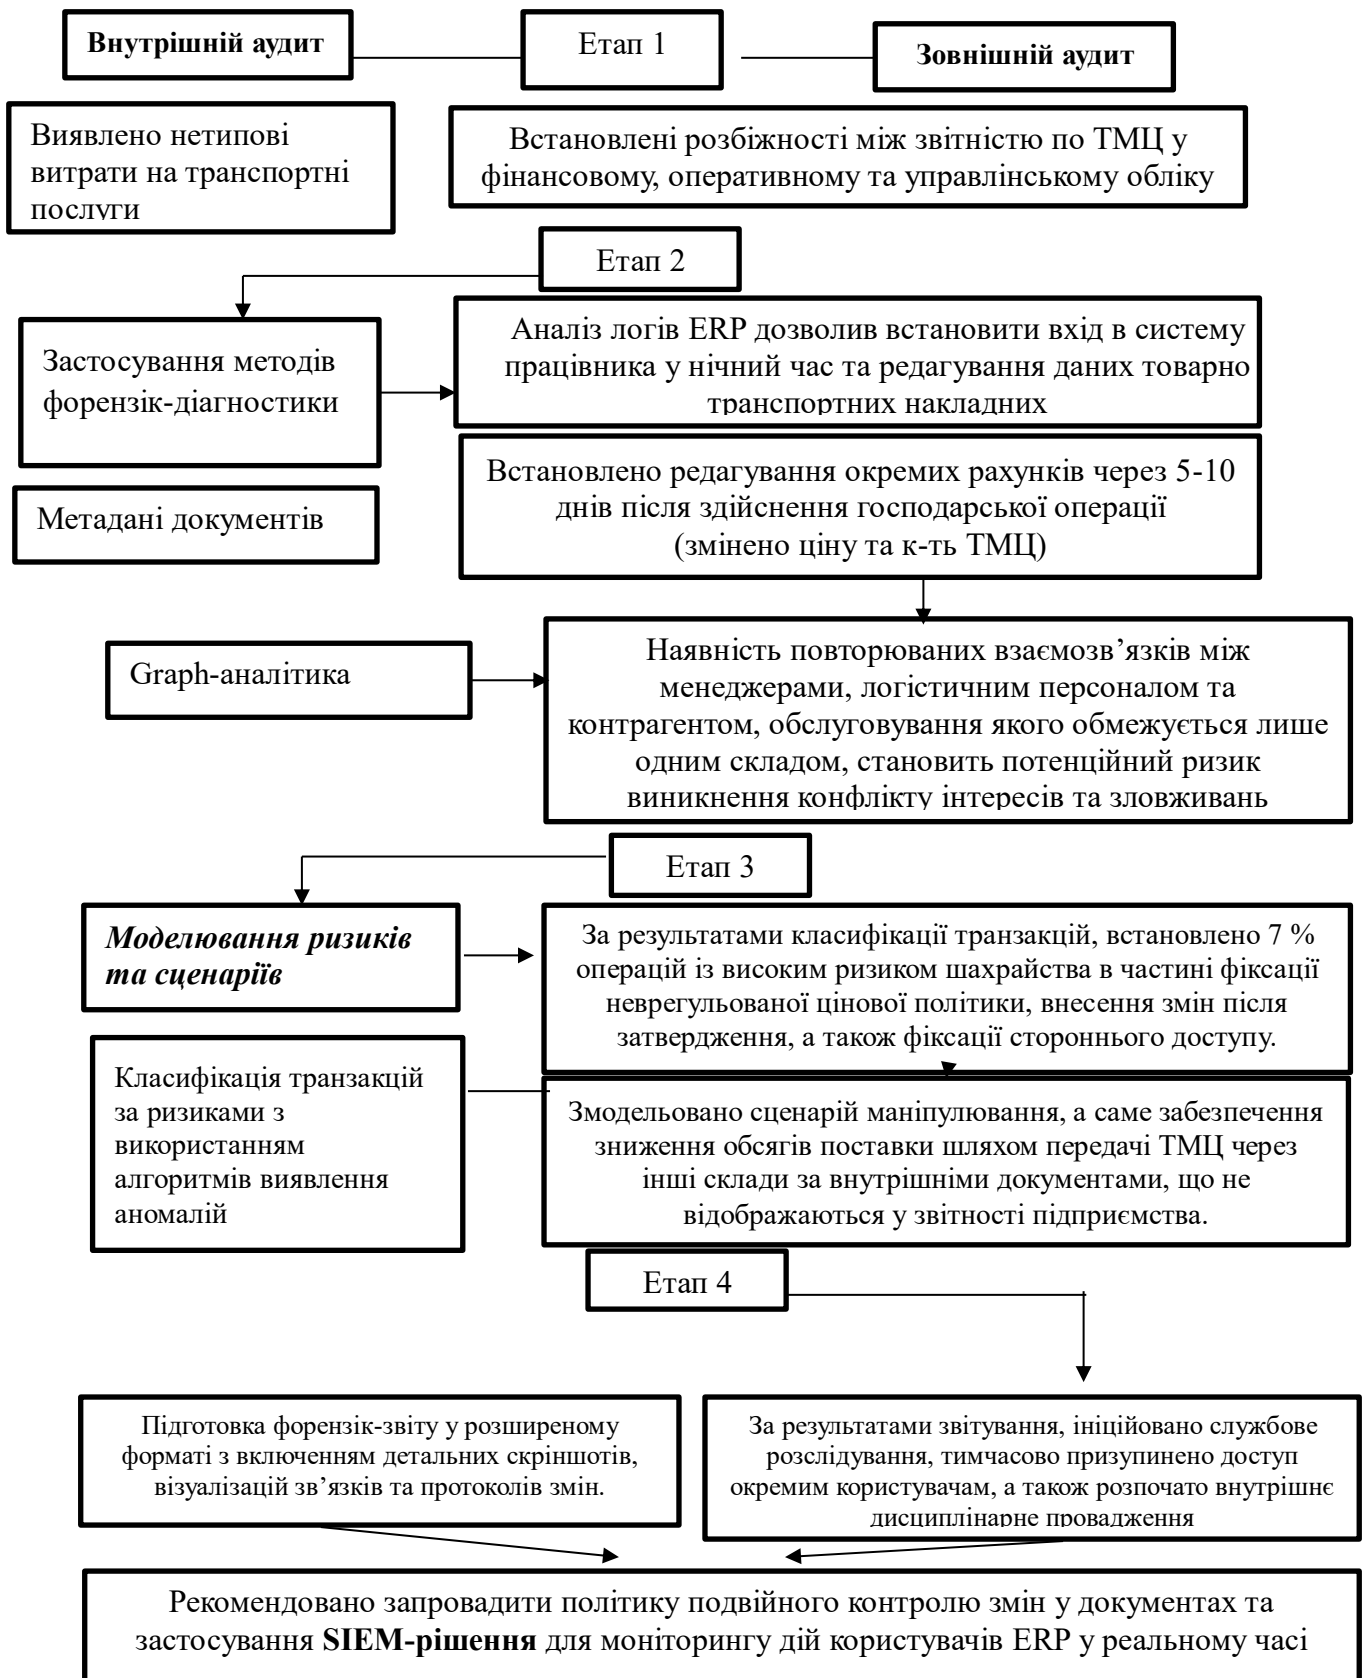 Внутрішній аудит
Етап 1
Зовнішній аудит
Виявлено нетипові
витрати на транспортні
послуги
Встановлені розбіжності між звітністю по ТМЦ у
фінансовому, оперативному та управлінському обліку
Етап 2
Застосування методів
форензік-діагностики
Аналіз логів ERP дозволив встановити вхід в систему
працівника у нічний час та редагування даних товарно
транспортних накладних
Метадані документів
Встановлено редагування окремих рахунків через 5-10
днів після здійснення господарської операції
(змінено ціну та к-ть ТМЦ)
Graph-аналітика
Наявність повторюваних взаємозв’язків між
менеджерами, логістичним персоналом та
контрагентом, обслуговування якого обмежується лише
одним складом, становить потенційний ризик
виникнення конфлікту інтересів та зловживань
Етап 3
Моделювання ризиків
та сценаріїв
За результатами класифікації транзакцій, встановлено 7 %
операцій із високим ризиком шахрайства в частині фіксації
неврегульованої цінової політики, внесення змін після
затвердження, а також фіксації стороннього доступу.
Класифікація транзакцій
за ризиками з
використанням
алгоритмів виявлення
аномалій
Змодельовано сценарій маніпулювання, а саме забезпечення
зниження обсягів поставки шляхом передачі ТМЦ через
інші склади за внутрішніми документами, що не
відображаються у звітності підприємства.
Етап 4
Підготовка форензік-звіту у розширеному
форматі з включенням детальних скріншотів,
візуалізацій зв’язків та протоколів змін.
За результатами звітування, ініційовано службове
розслідування, тимчасово призупинено доступ
окремим користувачам, а також розпочато внутрішнє
дисциплінарне провадження
Рекомендовано запровадити політику подвійного контролю змін у документах та
застосування SIEM-рішення для моніторингу дій користувачів ERP у реальному часі